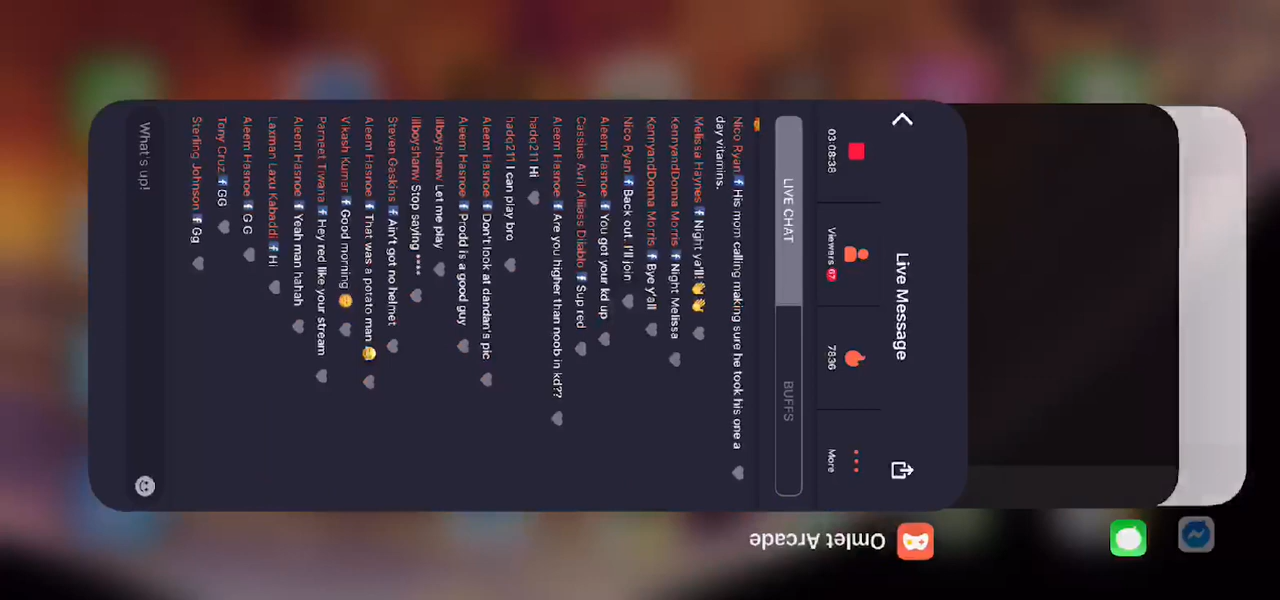 Live Message
03:08:38
Viewers 67
7836
More
LIVE CHAT
BUFFS
Nico Ryan His mom calling making sure he took his one a
day vitamins.
Melissa Haynes Night ya'll! 👋👋
KennyandDonna Morris Night Melissa
KennyandDonna Morris Bye y'all
Nico Ryan Back out. I'll join
Aleem Hasnoe You got your kd up
Cassius Avril Alliass Dilablo Sup red
Aleem Hasnoe Are you higher than noob in kd??
hadq211 Hi
hadq211 I can play bro
Aleem Hasnoe Don't look at dandan's pic
Aleem Hasnoe Prodd is a good guy
lilboyshanw Let me play
lilboyshanw Stop saying ****
Steven Gaskins Ain't got no helmet
Aleem Hasnoe That was a potato man
Vikash Kumar Good morning
Parneet Tiwana Hey red like your stream
Aleem Hasnoe Yeah man hahah
Laxman Laxu Kabaddi Hi
Aleem Hasnoe G G
Tony Cruz GG
Sterling Johnson Gg
What's up!
Omlet Arcade